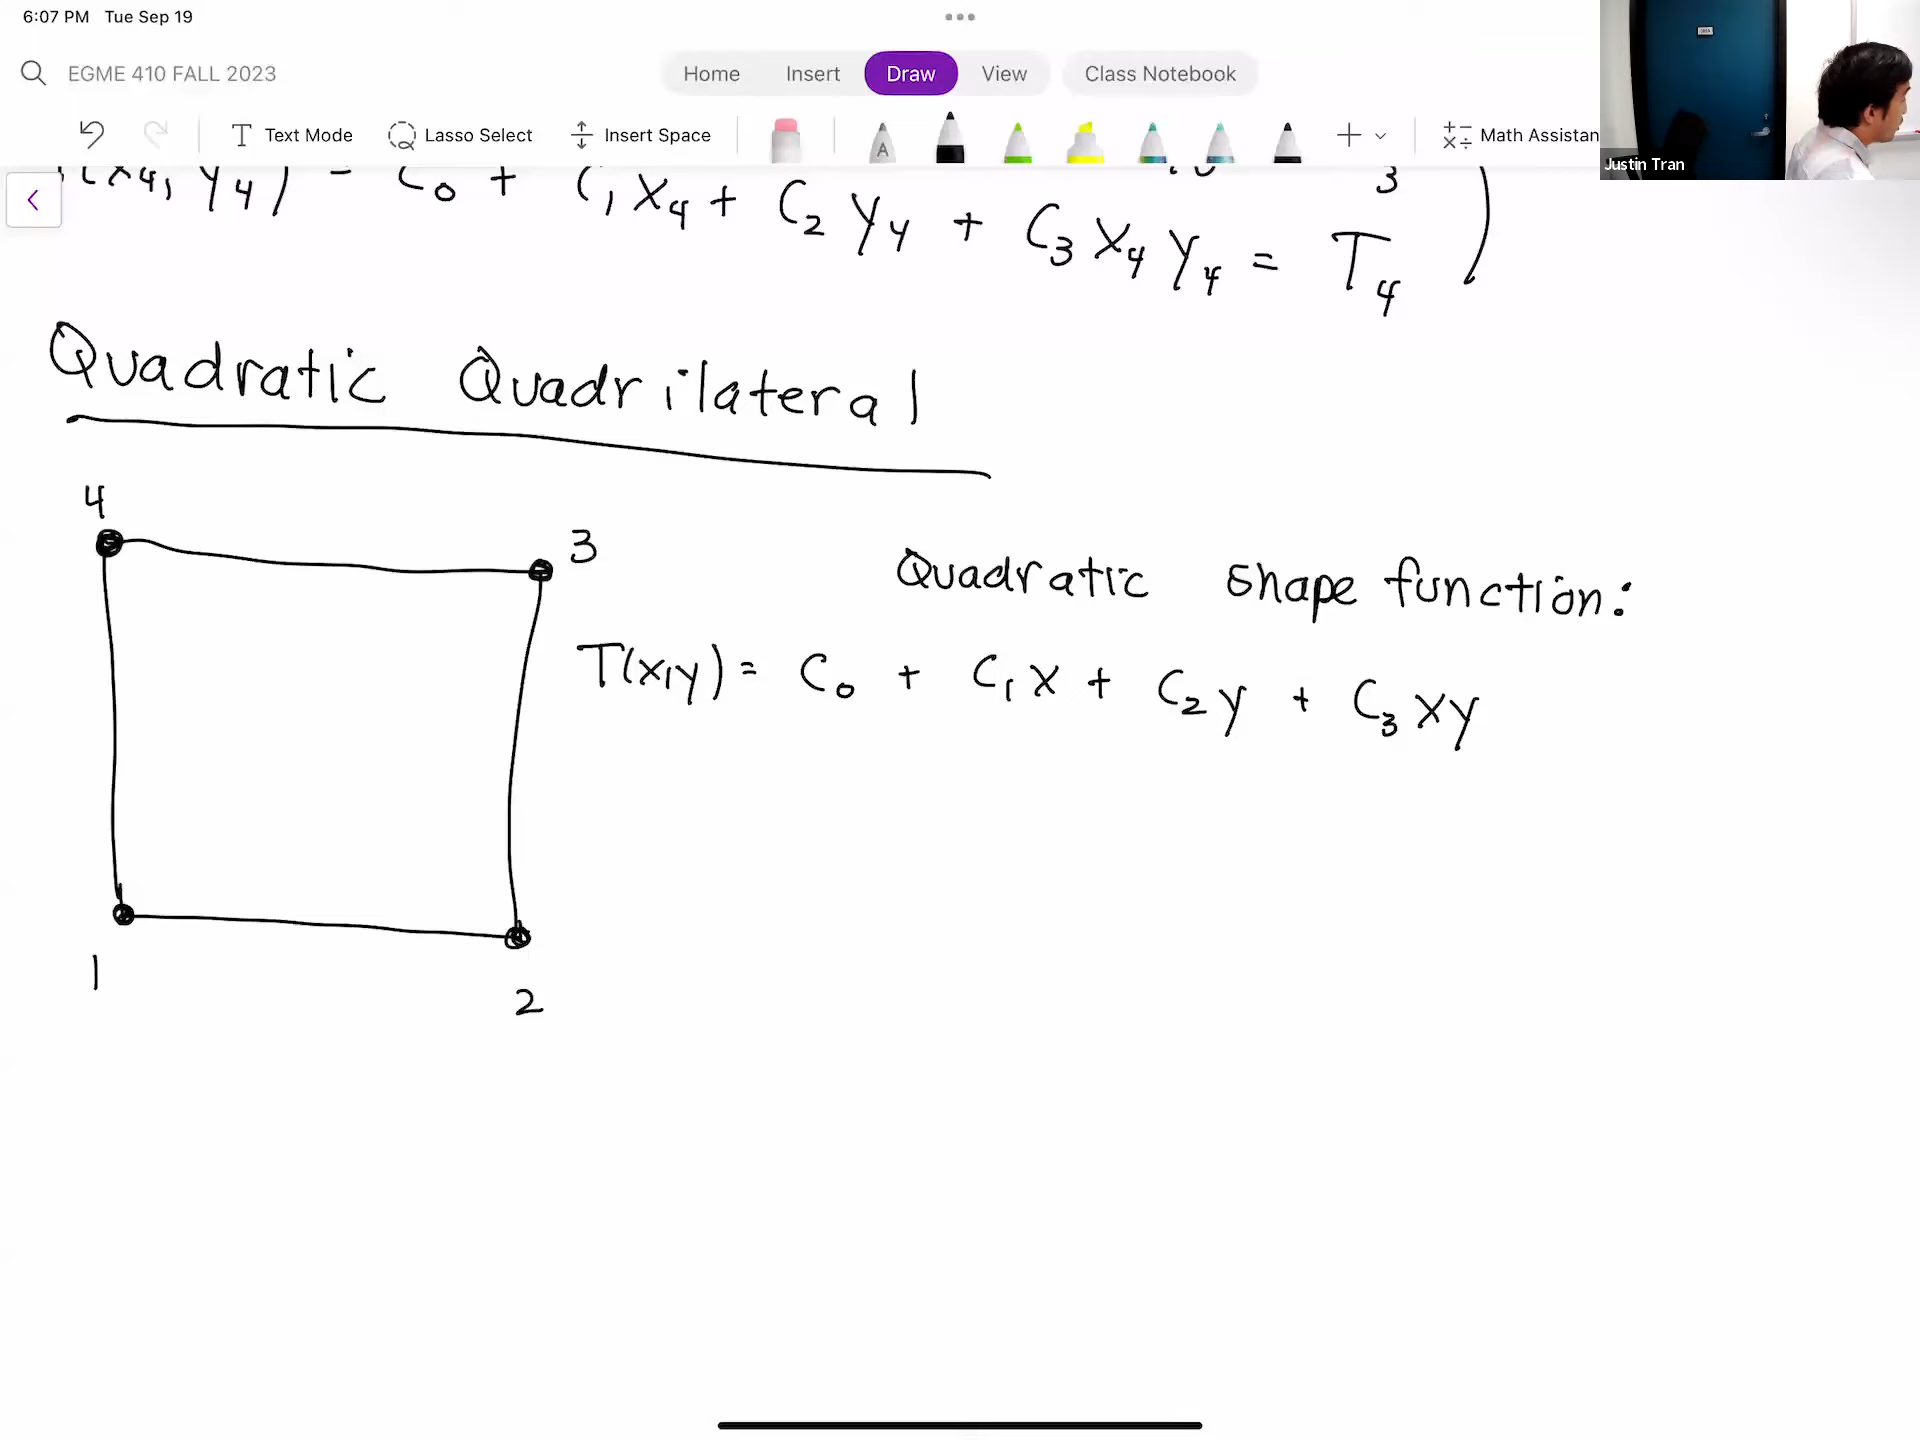 6:07 PM Tue Sep 19
EGME 410 FALL 2023
Home Insert Draw View Class Notebook
Text Mode Lasso Select Insert Space A Math Assistan
Justin Tran
(x₄, y₄) = C₀ + C₁x₄ + C₂y₄ + C₃x₄y₄ = T₄
3
Quadratic Quadrilateral
4
3
Quadratic shape function:
T(x,y) = C₀ + C₁x + C₂y + C₃xy
1
2